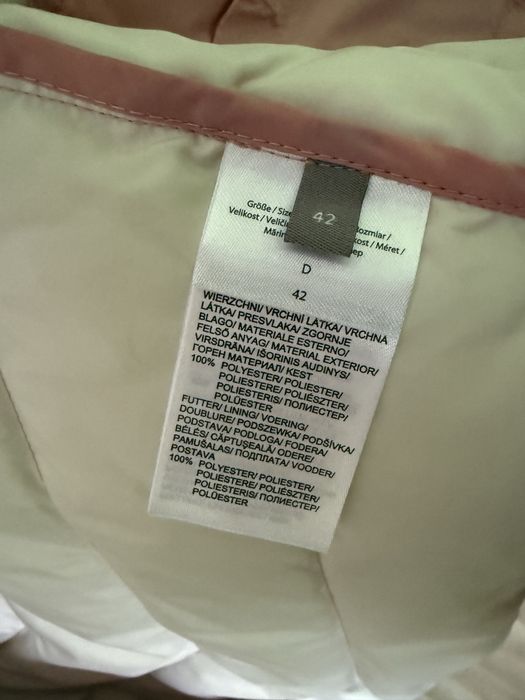 Größe / Size
42
Rozmiar /
Velikost /
kost / Méret /
D
42
WIERZCHNI/ VRCHNÍ LÁTKA/ VRCHNA
LÁTKA/ PRESVLAKA/ ZGORNJE
BLAGO/ MATERIALE ESTERNO/
FELSŐ ANYAG/ MATERIAL EXTERIOR/
VIRSDRĀNA/ IŠORINIS AUDINYS/
ГОРЕН МАТЕРИАЛ/ KEST
100% POLYESTER/ POLIESTER/
POLIESTERE/ POLIÉSZTER/
POLIESTERIS/ ПОЛИЕСТЕР/
POLÜESTER
FUTTER/ LINING/ VOERING/
DOUBLURE/ PODSZEWKA/ PODŠÍVKA/
PODSTAVA/ PODLOGA/ FODERA/
BÉLÉS/ CĂPTUŞEALĂ/ ODERE/
PAMUŠALAS/ ПОДПЛАТА/ VOODER/
POSTAVA
100% POLYESTER/ POLIESTER/
POLIESTERE/ POLIÉSZTER/
POLIESTERIS/ ПОЛИЕСТЕР/
POLÜESTER